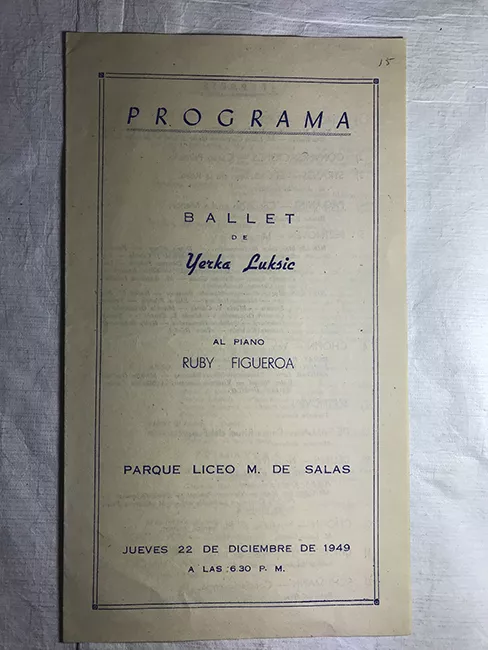 15
PROGRAMA
BALLET
DE
Yerka Luksic
AL PIANO
RUBY FIGUEROA
PARQUE LICEO M. DE SALAS
JUEVES 22 DE DICIEMBRE DE 1949
A LAS 6.30 P. M.